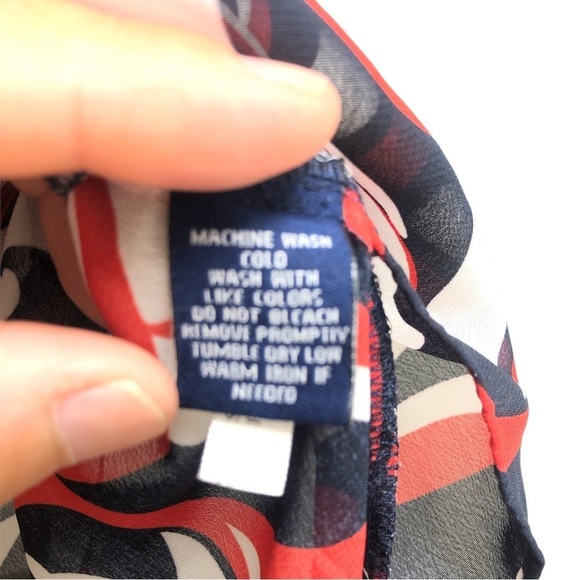 MACHINE WASH
COLD
WASH WITH
LIKE COLORS
DO NOT BLEACH
REMOVE PROMPTLY
TUMBLE DRY LOW
WARM IRON IF
NEEDED